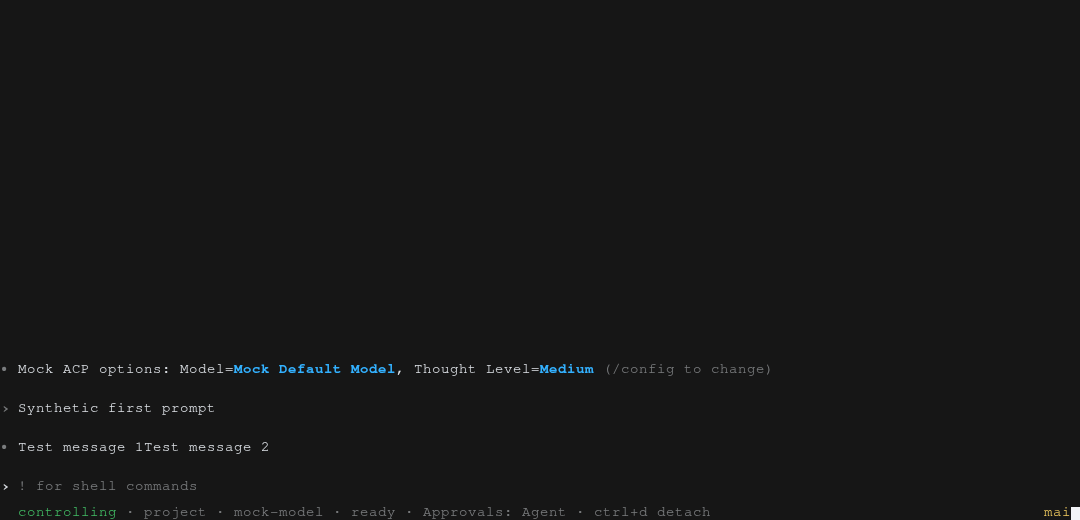 • Mock ACP options: Model=Mock Default Model, Thought Level=Medium (/config to change)
› Synthetic first prompt
• Test message 1Test message 2
› ! for shell commands
controlling · project · mock-model · ready · Approvals: Agent · ctrl+d detach mai